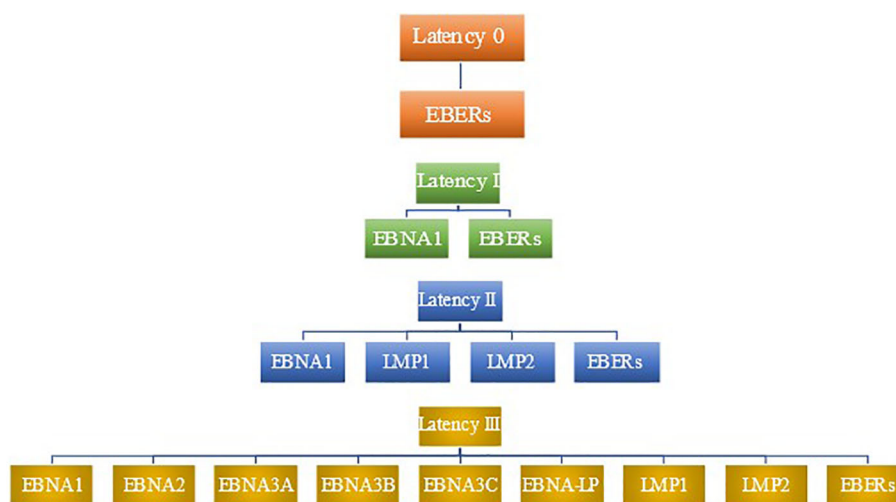 Latency 0
EBERs
Latency I
EBNA1 EBERs
Latency II
EBNA1 LMP1 LMP2 EBERs
Latency III
EBNA1 EBNA2 EBNA3A EBNA3B EBNA3C EBNA-LP LMP1 LMP2 EBERs